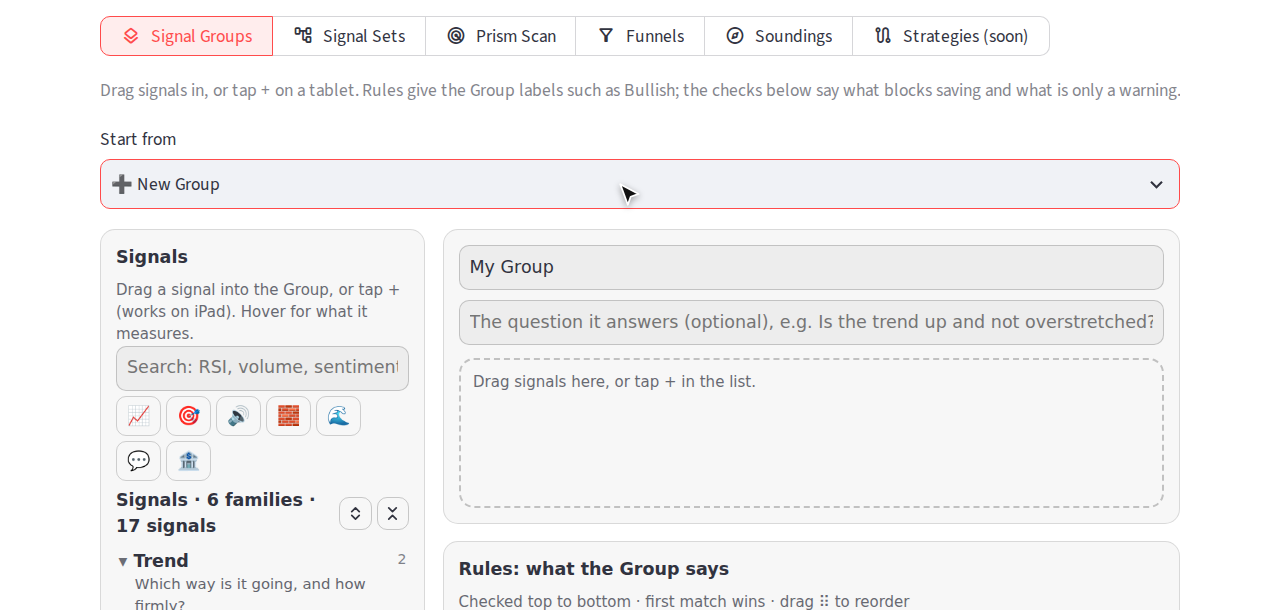 Signal Groups
Signal Sets
Prism Scan
Funnels
Soundings
Strategies (soon)
Drag signals in, or tap + on a tablet. Rules give the Group labels such as Bullish; the checks below say what blocks saving and what is only a warning.
Start from
➕ New Group
Signals
Drag a signal into the Group, or tap +
(works on iPad). Hover for what it
measures.
Search: RSI, volume, sentiment
Signals · 6 families ·
17 signals
▼ Trend 2
Which way is it going, and how
firmly?
My Group
The question it answers (optional), e.g. Is the trend up and not overstretched?
Drag signals here, or tap + in the list.
Rules: what the Group says
Checked top to bottom · first match wins · drag ⠿ to reorder